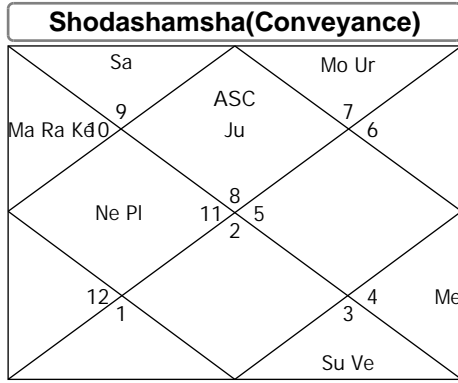 Shodashamsha(Conveyance)
Sa
Mo Ur
ASC
9
7
Ma Ra Ke
10
Ju
6
8
Ne Pl
11
5
2
12
4
Me
1
3
Su Ve